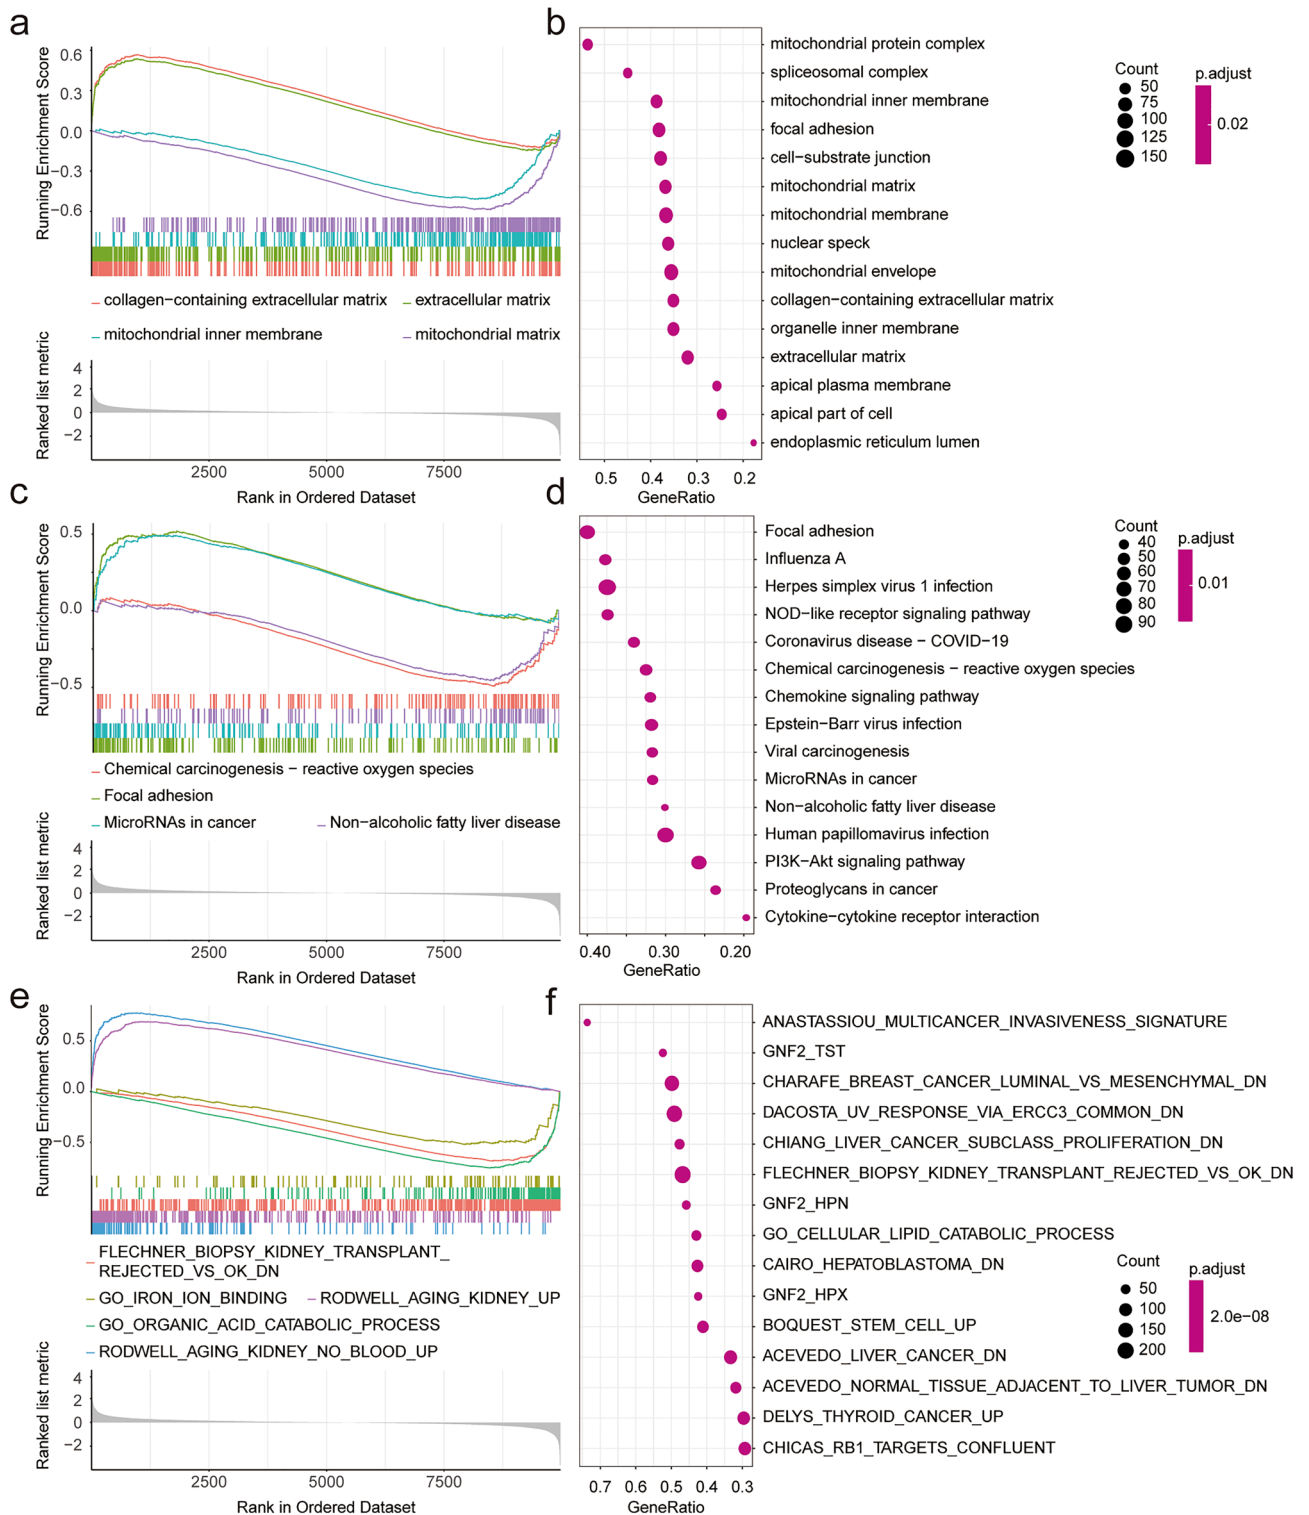 a
Running Enrichment Score
0.6
0.3
0.0
−0.3
−0.6
collagen−containing extracellular matrix
extracellular matrix
mitochondrial inner membrane
mitochondrial matrix
Ranked list metric
4
2
0
−2
2500 5000 7500
Rank in Ordered Dataset
b
mitochondrial protein complex
spliceosomal complex
mitochondrial inner membrane
focal adhesion
cell−substrate junction
mitochondrial matrix
mitochondrial membrane
nuclear speck
mitochondrial envelope
collagen−containing extracellular matrix
organelle inner membrane
extracellular matrix
apical plasma membrane
apical part of cell
endoplasmic reticulum lumen
0.5 0.4 0.3 0.2
GeneRatio
Count
50
75
100
125
150
p.adjust
0.02
c
Running Enrichment Score
0.5
0.0
−0.5
Chemical carcinogenesis − reactive oxygen species
Focal adhesion
MicroRNAs in cancer
Non−alcoholic fatty liver disease
Ranked list metric
4
2
0
−2
2500 5000 7500
Rank in Ordered Dataset
d
Focal adhesion
Influenza A
Herpes simplex virus 1 infection
NOD−like receptor signaling pathway
Coronavirus disease − COVID−19
Chemical carcinogenesis − reactive oxygen species
Chemokine signaling pathway
Epstein−Barr virus infection
Viral carcinogenesis
MicroRNAs in cancer
Non−alcoholic fatty liver disease
Human papillomavirus infection
PI3K−Akt signaling pathway
Proteoglycans in cancer
Cytokine−cytokine receptor interaction
0.40 0.30 0.20
GeneRatio
Count
40
50
60
70
80
90
p.adjust
0.01
e
Running Enrichment Score
0.5
0.0
−0.5
FLECHNER_BIOPSY_KIDNEY_TRANSPLANT_
REJECTED_VS_OK_DN
GO_IRON_ION_BINDING
RODWELL_AGING_KIDNEY_UP
GO_ORGANIC_ACID_CATABOLIC_PROCESS
RODWELL_AGING_KIDNEY_NO_BLOOD_UP
Ranked list metric
4
2
0
−2
2500 5000 7500
Rank in Ordered Dataset
f
ANASTASSIOU_MULTICANCER_INVASIVENESS_SIGNATURE
GNF2_TST
CHARAFE_BREAST_CANCER_LUMINAL_VS_MESENCHYMAL_DN
DACOSTA_UV_RESPONSE_VIA_ERCC3_COMMON_DN
CHIANG_LIVER_CANCER_SUBCLASS_PROLIFERATION_DN
FLECHNER_BIOPSY_KIDNEY_TRANSPLANT_REJECTED_VS_OK_DN
GNF2_HPN
GO_CELLULAR_LIPID_CATABOLIC_PROCESS
CAIRO_HEPATOBLASTOMA_DN
GNF2_HPX
BOQUEST_STEM_CELL_UP
ACEVEDO_LIVER_CANCER_DN
ACEVEDO_NORMAL_TISSUE_ADJACENT_TO_LIVER_TUMOR_DN
DELYS_THYROID_CANCER_UP
CHICAS_RB1_TARGETS_CONFLUENT
0.7 0.6 0.5 0.4 0.3
GeneRatio
Count
50
100
150
200
p.adjust
2.0e−08